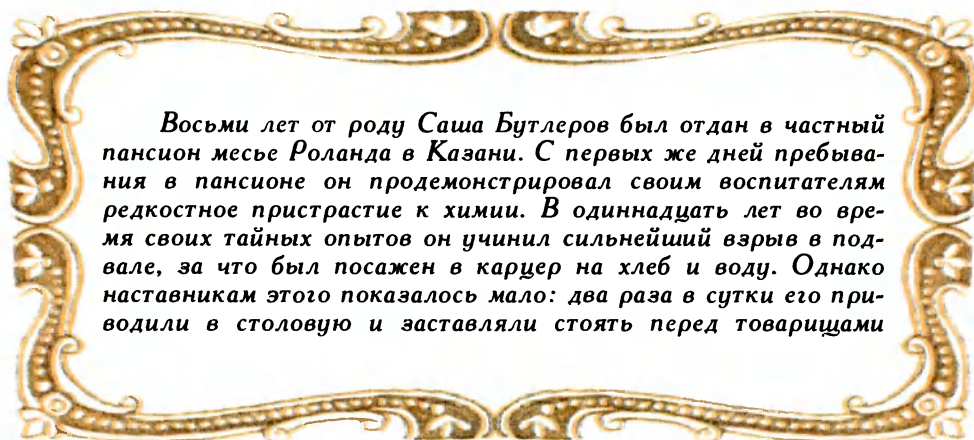 Восьми лет от роду Саша Бутлеров был отдан в частный
пансион месье Роланда в Казани. С первых же дней пребыва-
ния в пансионе он продемонстрировал своим воспитателям
редкостное пристрастие к химии. В одиннадцать лет во вре-
мя своих тайных опытов он учинил сильнейший взрыв в под-
вале, за что был посажен в карцер на хлеб и воду. Однако
наставникам этого показалось мало: два раза в сутки его при-
водили в столовую и заставляли стоять перед товарищами